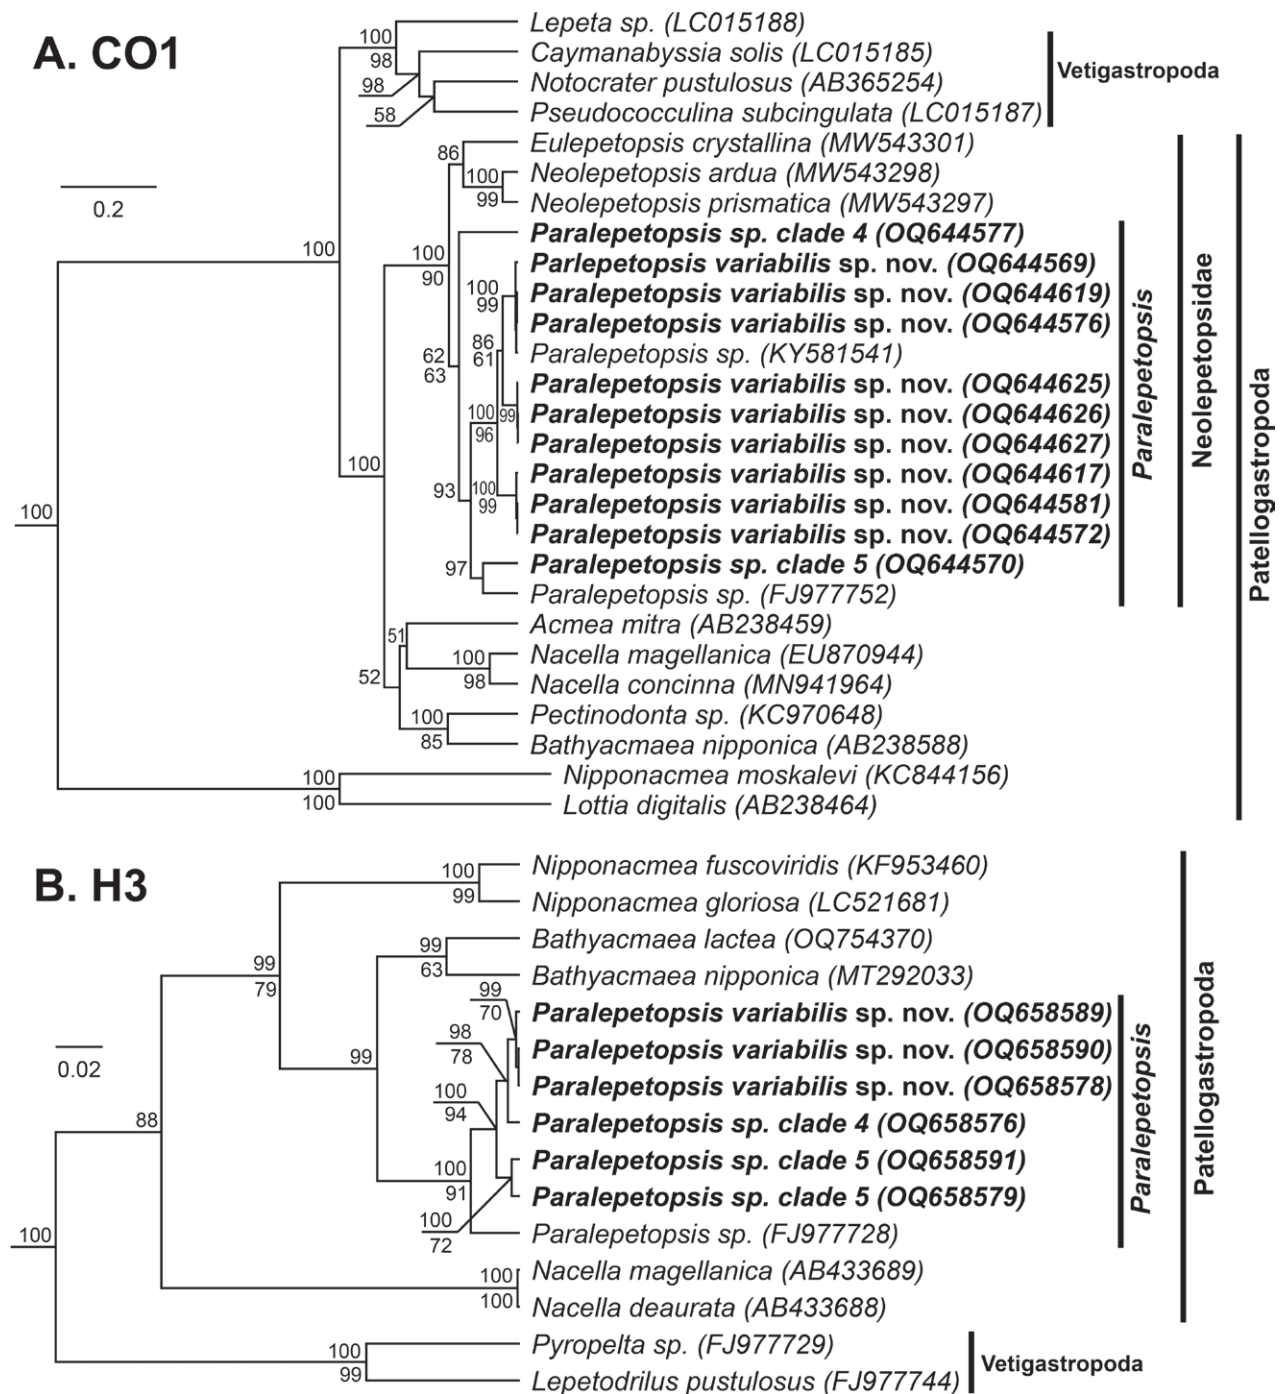 A. CO1
0.2
Lepeta sp. (LC015188)
Caymanabyssia solis (LC015185)
Notocrater pustulosus (AB365254)
Pseudococculina subcingulata (LC015187)
Eulepetopsis crystallina (MW543301)
Neolepetopsis ardua (MW543298)
Neolepetopsis prismatica (MW543297)
Paralepetopsis sp. clade 4 (OQ644577)
Parlepetopsis variabilis sp. nov. (OQ644569)
Paralepetopsis variabilis sp. nov. (OQ644619)
Paralepetopsis variabilis sp. nov. (OQ644576)
Paralepetopsis sp. (KY581541)
Paralepetopsis variabilis sp. nov. (OQ644625)
Paralepetopsis variabilis sp. nov. (OQ644626)
Paralepetopsis variabilis sp. nov. (OQ644627)
Paralepetopsis variabilis sp. nov. (OQ644617)
Paralepetopsis variabilis sp. nov. (OQ644581)
Paralepetopsis variabilis sp. nov. (OQ644572)
Paralepetopsis sp. clade 5 (OQ644570)
Paralepetopsis sp. (FJ977752)
Acmea mitra (AB238459)
Nacella magellanica (EU870944)
Nacella concinna (MN941964)
Pectinodonta sp. (KC970648)
Bathyacmaea nipponica (AB238588)
Nipponacmea moskalevi (KC844156)
Lottia digitalis (AB238464)
100
98
98
58
86
100
99
100
100
90
100
99
86
61
62
63
100
96
99
100
93
100
99
97
100
51
100
98
52
100
85
100
100
Vetigastropoda
Paralepetopsis
Neolepetopsidae
Patellogastropoda
B. H3
0.02
Nipponacmea fuscoviridis (KF953460)
Nipponacmea gloriosa (LC521681)
Bathyacmaea lactea (OQ754370)
Bathyacmaea nipponica (MT292033)
Paralepetopsis variabilis sp. nov. (OQ658589)
Paralepetopsis variabilis sp. nov. (OQ658590)
Paralepetopsis variabilis sp. nov. (OQ658578)
Paralepetopsis sp. clade 4 (OQ658576)
Paralepetopsis sp. clade 5 (OQ658591)
Paralepetopsis sp. clade 5 (OQ658579)
Paralepetopsis sp. (FJ977728)
Nacella magellanica (AB433689)
Nacella deaurata (AB433688)
Pyropelta sp. (FJ977729)
Lepetodrilus pustulosus (FJ977744)
100
99
99
63
99
79
99
70
98
78
99
100
94
88
100
91
100
72
100
100
100
100
99
Paralepetopsis
Patellogastropoda
Vetigastropoda